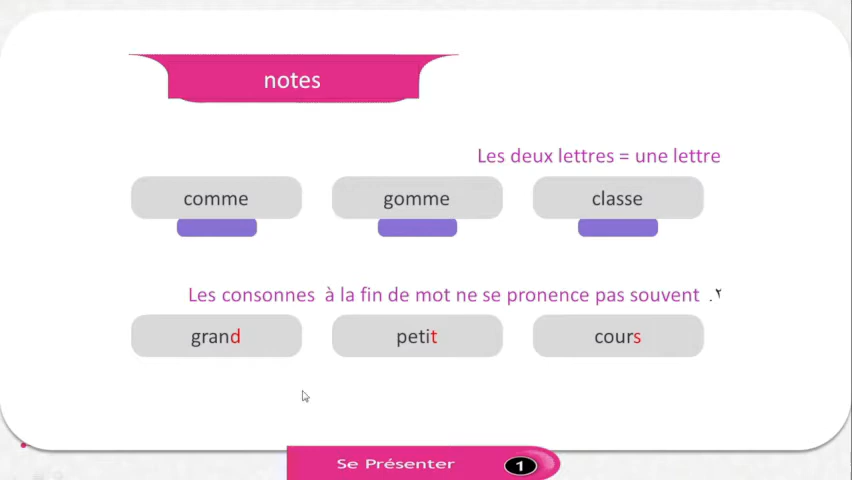 notes
Les deux lettres = une lettre
comme
gomme
classe
Les consonnes à la fin de mot ne se pronence pas souvent .٢
grand
petit
cours
Se Présenter 1